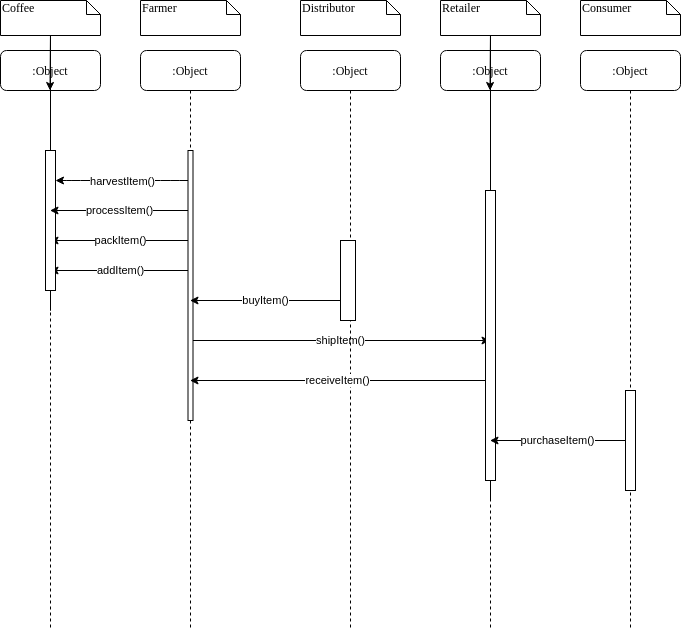 Coffee
Farmer
Distributor
Retailer
Consumer
:Object
:Object
:Object
:Object
:Object
harvestItem()
processItem()
packItem()
addItem()
buyItem()
shipItem()
receiveItem()
purchaseItem()